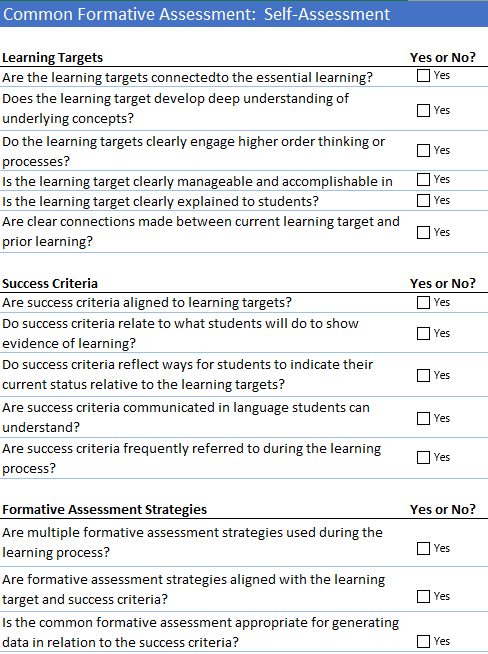 Common Formative Assessment:  Self-Assessment
Learning Targets Yes or No?
Are the learning targets connectedto the essential learning? Yes
Does the learning target develop deep understanding of
underlying concepts? Yes
Do the learning targets clearly engage higher order thinking or
processes? Yes
Is the learning target clearly manageable and accomplishable in Yes
Is the learning target clearly explained to students? Yes
Are clear connections made between current learning target and
prior learning? Yes
Success Criteria Yes or No?
Are success criteria aligned to learning targets? Yes
Do success criteria relate to what students will do to show
evidence of learning? Yes
Do success criteria reflect ways for students to indicate their
current status relative to the learning targets? Yes
Are success criteria communicated in language students can
understand? Yes
Are success criteria frequently referred to during the learning
process? Yes
Formative Assessment Strategies Yes or No?
Are multiple formative assessment strategies used during the
learning process? Yes
Are formative assessment strategies aligned with the learning
target and success criteria? Yes
Is the common formative assessment appropriate for generating
data in relation to the success criteria? Yes